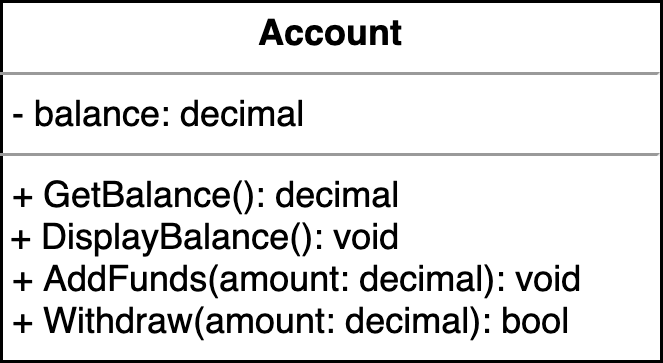 Account
- balance: decimal
+ GetBalance(): decimal
+ DisplayBalance(): void
+ AddFunds(amount: decimal): void
+ Withdraw(amount: decimal): bool